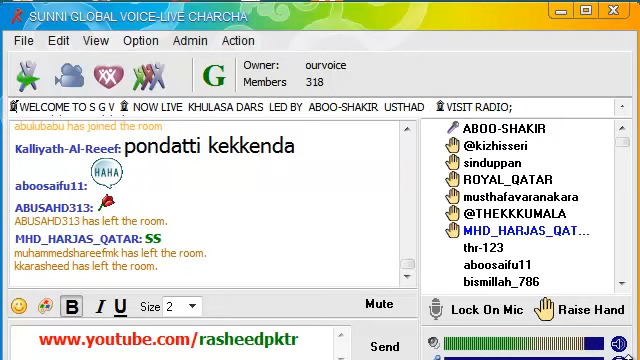 SUNNI GLOBAL VOICE-LIVE CHARCHA
File Edit View Option Admin Action
Owner: ourvoice
Members 318
G
WELCOME TO S G V NOW LIVE KHULASA DARS LED BY ABOO-SHAKIR USTHAD VISIT RADIO;
abulubabu has joined the room
Kalliyath-Al-Reeef: pondatti kekkenda
aboosaifu11: HAHA
ABUSAHD313:
ABUSAHD313 has left the room.
MHD_HARJAS_QATAR: SS
muhammedshareefmk has left the room.
kkarasheed has left the room.
ABOO-SHAKIR
@kizhisseri
sinduppan
ROYAL_QATAR
musthafavaranakara
@THEKKKUMALA
MHD_HARJAS_QAT...
thr-123
aboosaifu11
bismillah_786
B I U Size 2 Mute
Lock On Mic Raise Hand
www.youtube.com/rasheedpktr
Send